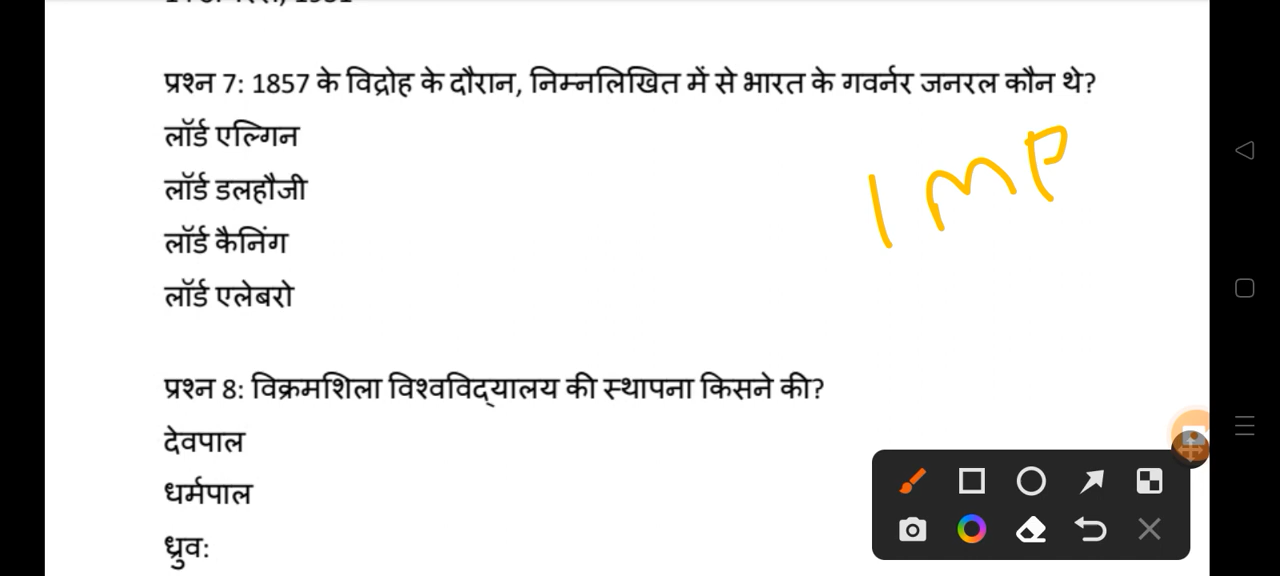 प्रश्न 7: 1857 के विद्रोह के दौरान, निम्नलिखित में से भारत के गवर्नर जनरल कौन थे?
लॉर्ड एल्गिन
लॉर्ड डलहौजी
लॉर्ड कैनिंग
लॉर्ड एलेबरो
IMP
प्रश्न 8: विक्रमशिला विश्वविद्यालय की स्थापना किसने की?
देवपाल
धर्मपाल
ध्रुव: